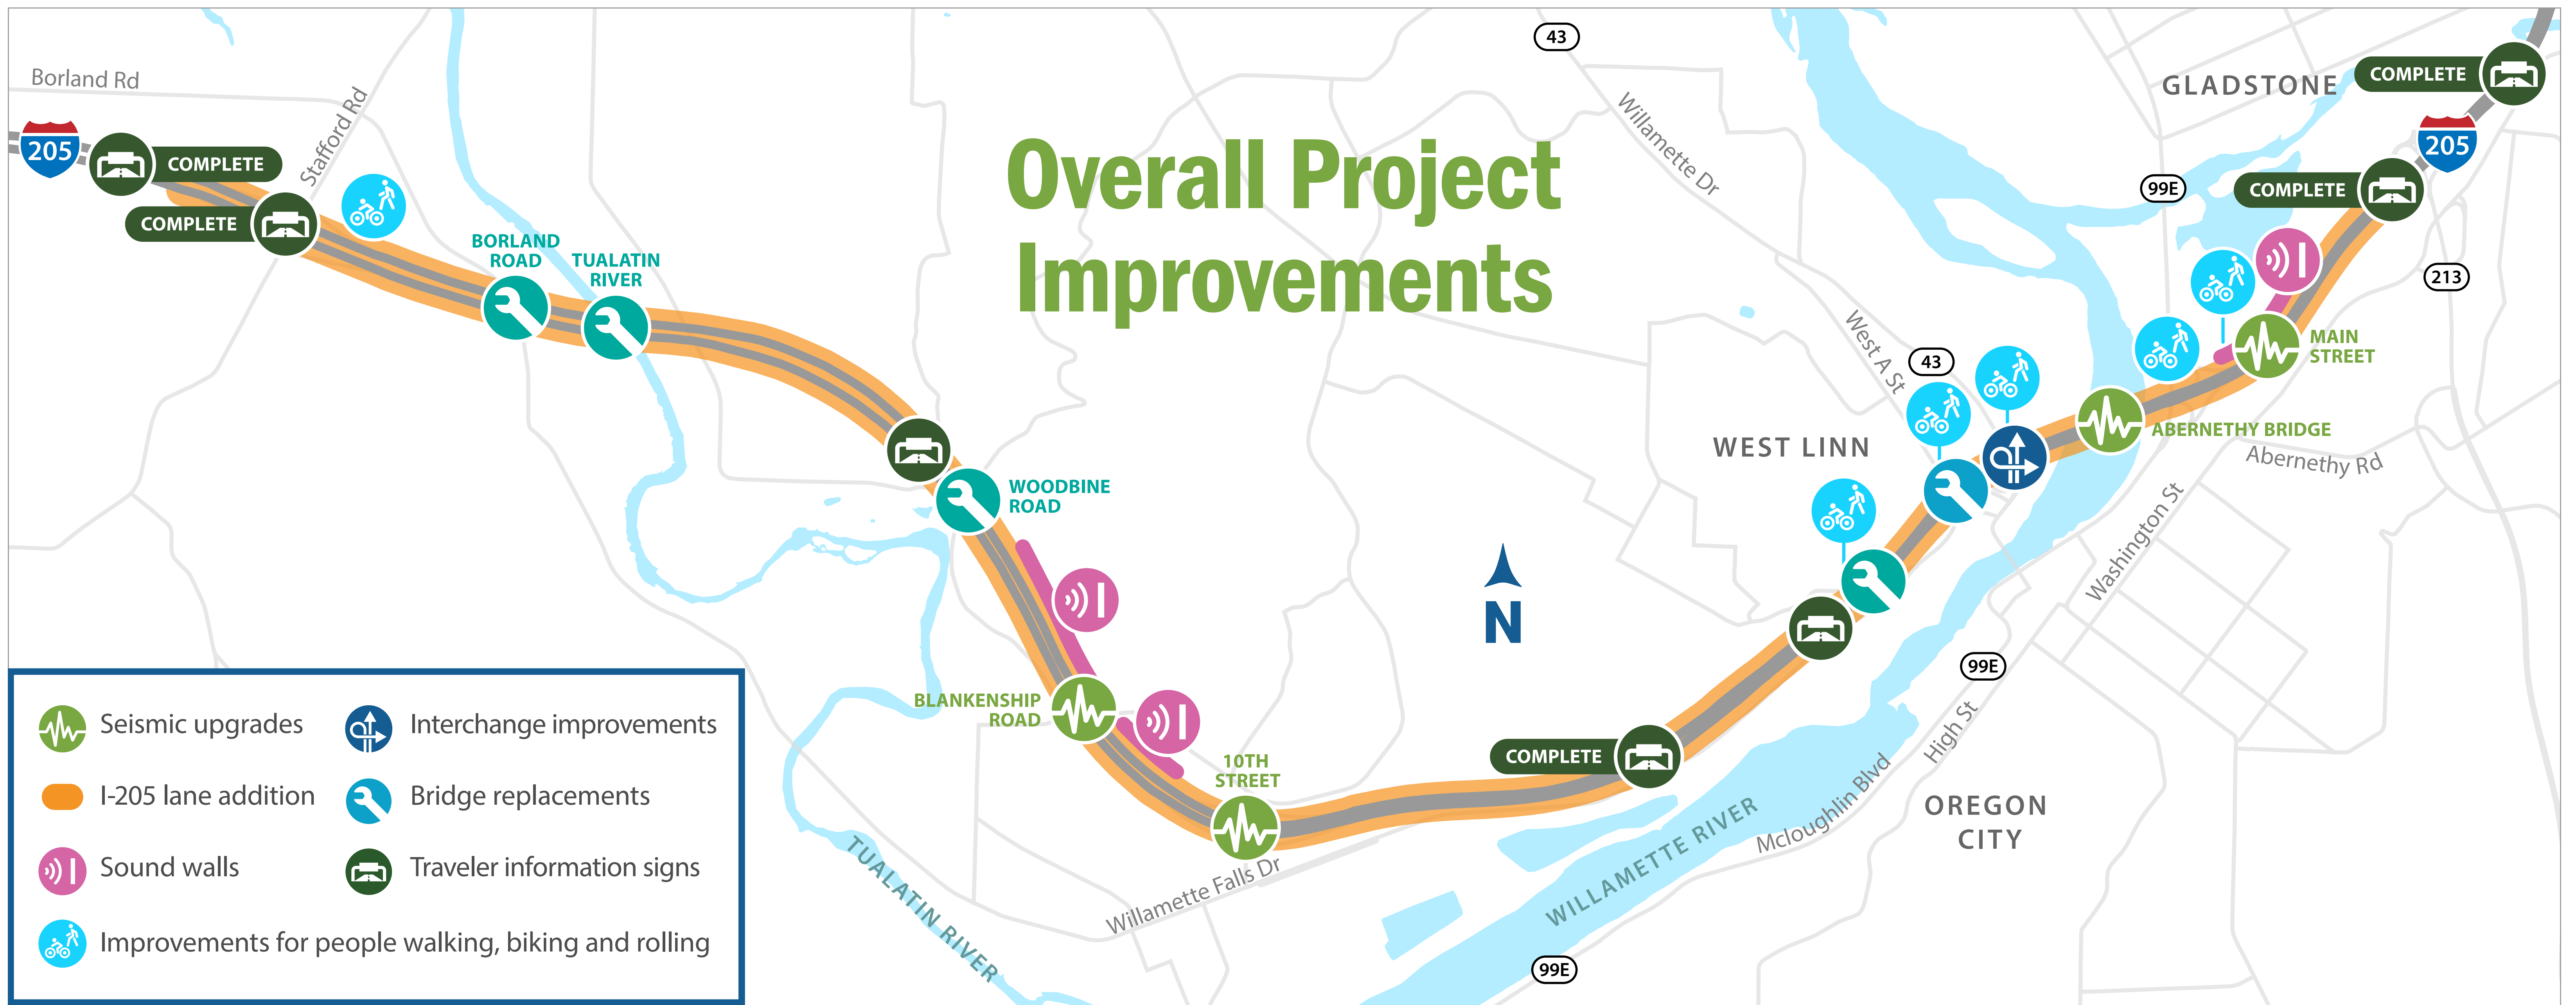 Overall Project
Improvements
Borland Rd
205
COMPLETE
COMPLETE
Stafford Rd
BORLAND
ROAD
TUALATIN
RIVER
WOODBINE
ROAD
BLANKENSHIP
ROAD
10TH
STREET
COMPLETE
Willamette Falls Dr
TUALATIN RIVER
WILLAMETTE RIVER
N
43
Willamette Dr
West A St
43
WEST LINN
GLADSTONE
COMPLETE
205
99E
COMPLETE
213
MAIN
STREET
ABERNETHY BRIDGE
Abernethy Rd
Washington St
99E
High St
Mcloughlin Blvd
OREGON
CITY
99E
Seismic upgrades
Interchange improvements
I-205 lane addition
Bridge replacements
Sound walls
Traveler information signs
Improvements for people walking, biking and rolling